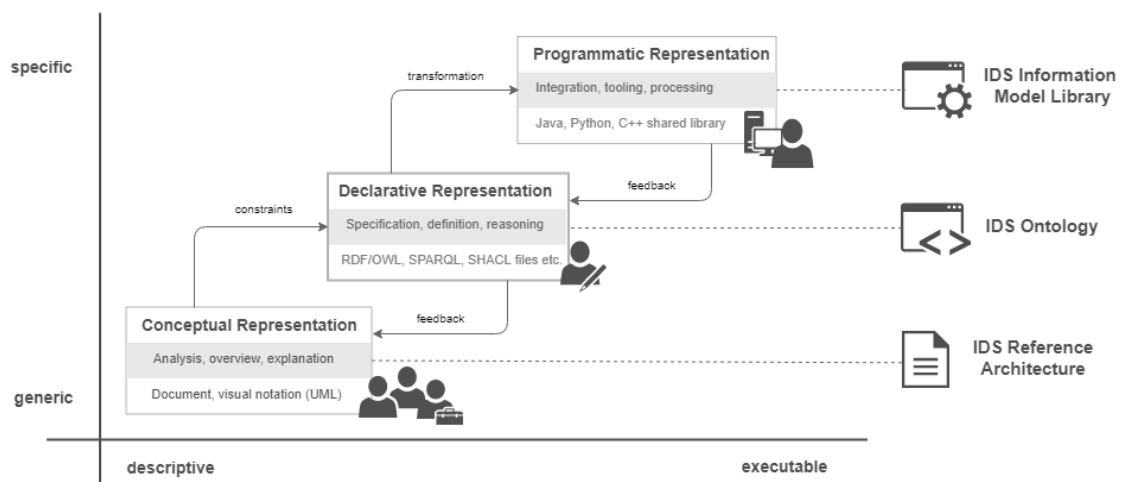 specific
Programmatic Representation
transformation
Integration, tooling, processing
Java, Python, C++ shared library
IDS Information
Model Library
feedback
Declarative Representation
constraints
Specification, definition, reasoning
RDF/OWL, SPARQL, SHACL files etc.
IDS Ontology
feedback
Conceptual Representation
Analysis, overview, explanation
Document, visual notation (UML)
IDS Reference
Architecture
generic
descriptive
executable